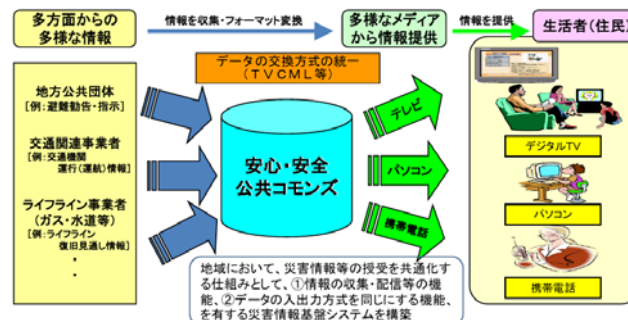 多方面からの
多様な情報
情報を収集・フォーマット変換
多様なメディア
から情報提供
情報を提供
生活者（住民）
データの交換方式の統一
（ＴＶＣＭＬ等）
地方公共団体
［例：避難勧告・指示］
交通関連事業者
［例：交通機関
運行（運航）情報］
ライフライン事業者
（ガス・水道等）
［例：ライフライン
復旧見通し情報］
・
・
安心・安全
公共コモンズ
テレビ
パソコン
携帯電話
デジタルTV
パソコン
携帯電話
地域において、災害情報等の授受を共通化す
る仕組みとして、①情報の収集・配信等の機
能、②データの入出力方式を同じにする機能、
を有する災害情報基盤システムを構築